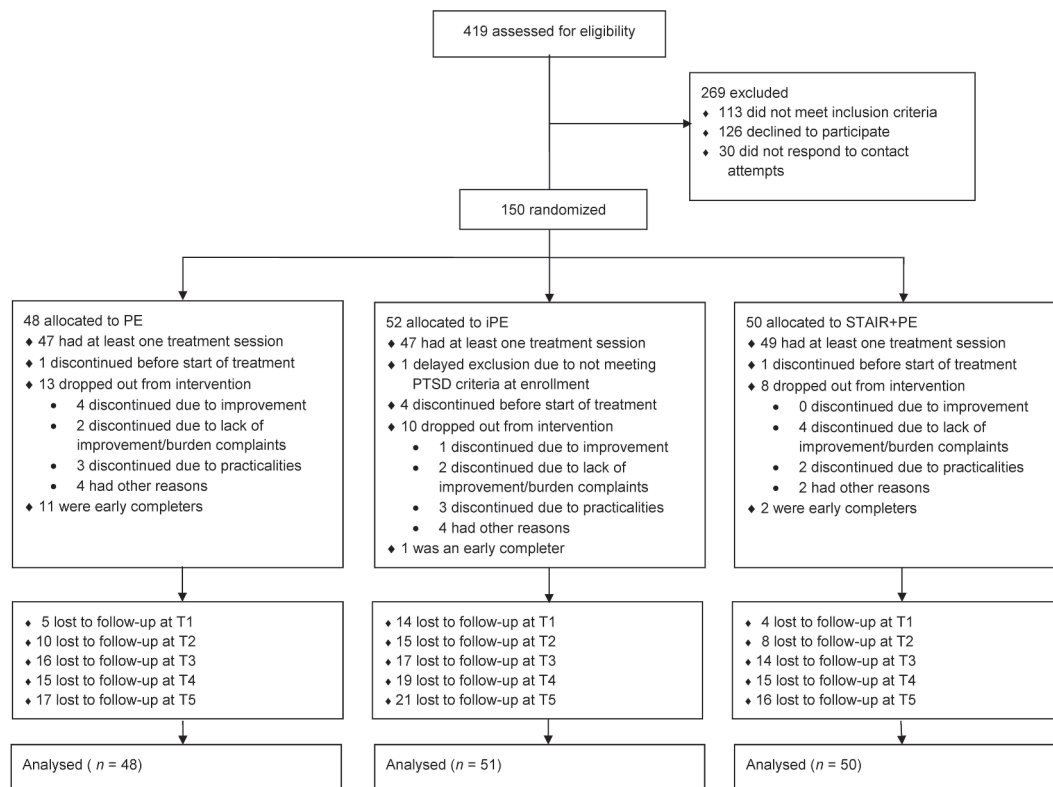 419 assessed for eligibility
269 excluded
♦ 113 did not meet inclusion criteria
♦ 126 declined to participate
♦ 30 did not respond to contact
attempts
150 randomized
48 allocated to PE
♦ 47 had at least one treatment session
♦ 1 discontinued before start of treatment
♦ 13 dropped out from intervention
• 4 discontinued due to improvement
• 2 discontinued due to lack of
improvement/burden complaints
• 3 discontinued due to practicalities
• 4 had other reasons
♦ 11 were early completers
52 allocated to iPE
♦ 47 had at least one treatment session
♦ 1 delayed exclusion due to not meeting
PTSD criteria at enrollment
♦ 4 discontinued before start of treatment
♦ 10 dropped out from intervention
• 1 discontinued due to improvement
• 2 discontinued due to lack of
improvement/burden complaints
• 3 discontinued due to practicalities
• 4 had other reasons
♦ 1 was an early completer
50 allocated to STAIR+PE
♦ 49 had at least one treatment session
♦ 1 discontinued before start of treatment
♦ 8 dropped out from intervention
• 0 discontinued due to improvement
• 4 discontinued due to lack of
improvement/burden complaints
• 2 discontinued due to practicalities
• 2 had other reasons
♦ 2 were early completers
♦ 5 lost to follow-up at T1
♦ 10 lost to follow-up at T2
♦ 16 lost to follow-up at T3
♦ 15 lost to follow-up at T4
♦ 17 lost to follow-up at T5
♦ 14 lost to follow-up at T1
♦ 15 lost to follow-up at T2
♦ 17 lost to follow-up at T3
♦ 19 lost to follow-up at T4
♦ 21 lost to follow-up at T5
♦ 4 lost to follow-up at T1
♦ 8 lost to follow-up at T2
♦ 14 lost to follow-up at T3
♦ 15 lost to follow-up at T4
♦ 16 lost to follow-up at T5
Analysed ( n = 48)
Analysed (n = 51)
Analysed (n = 50)